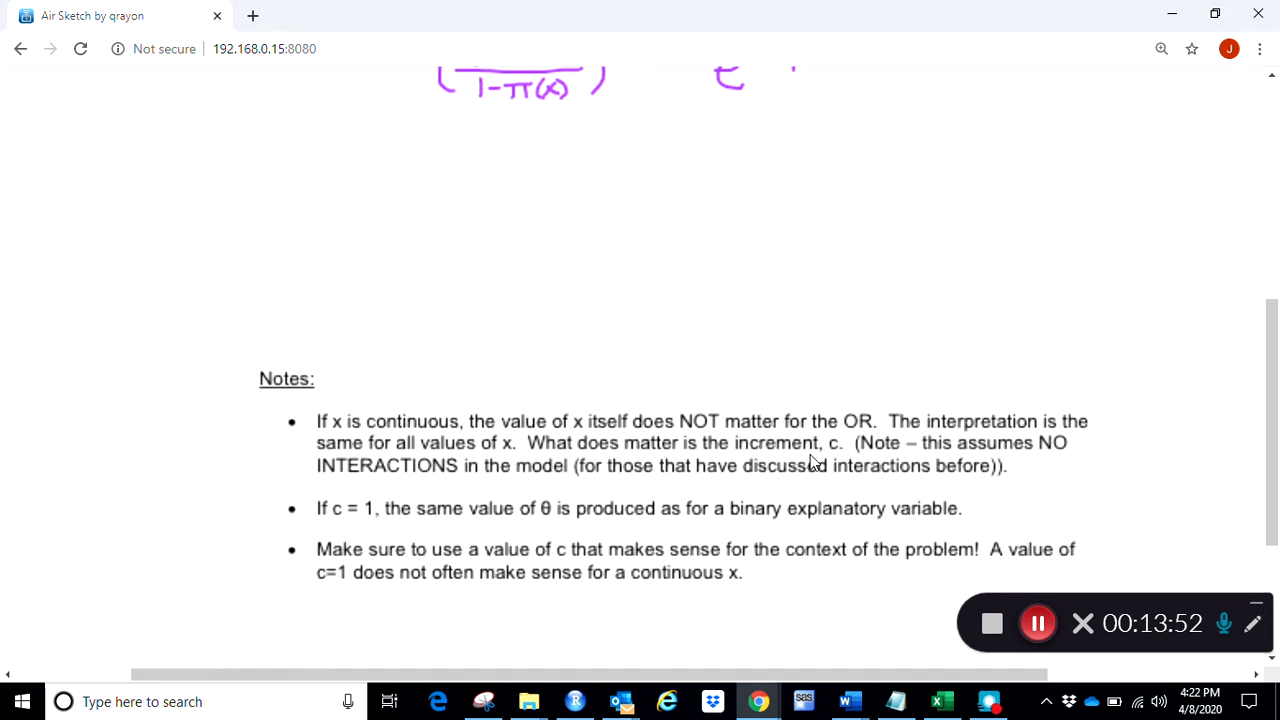 Air Sketch by qrayon
Not secure
192.168.0.15:8080
J
1-π(x)
Notes:
• If x is continuous, the value of x itself does NOT matter for the OR. The interpretation is the
same for all values of x. What does matter is the increment, c. (Note – this assumes NO
INTERACTIONS in the model (for those that have discussed interactions before)).
• If c = 1, the same value of θ is produced as for a binary explanatory variable.
• Make sure to use a value of c that makes sense for the context of the problem! A value of
c=1 does not often make sense for a continuous x.
00:13:52
Type here to search
sas
4:22 PM
4/8/2020